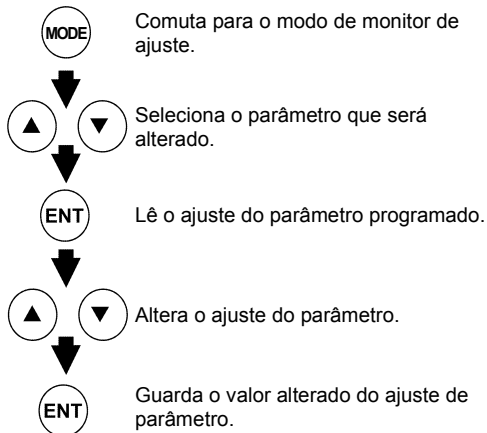 MODE
Comuta para o modo de monitor de
ajuste.
▲ ▼
Seleciona o parâmetro que será
alterado.
ENT
Lê o ajuste do parâmetro programado.
▲ ▼
Altera o ajuste do parâmetro.
ENT
Guarda o valor alterado do ajuste de
parâmetro.